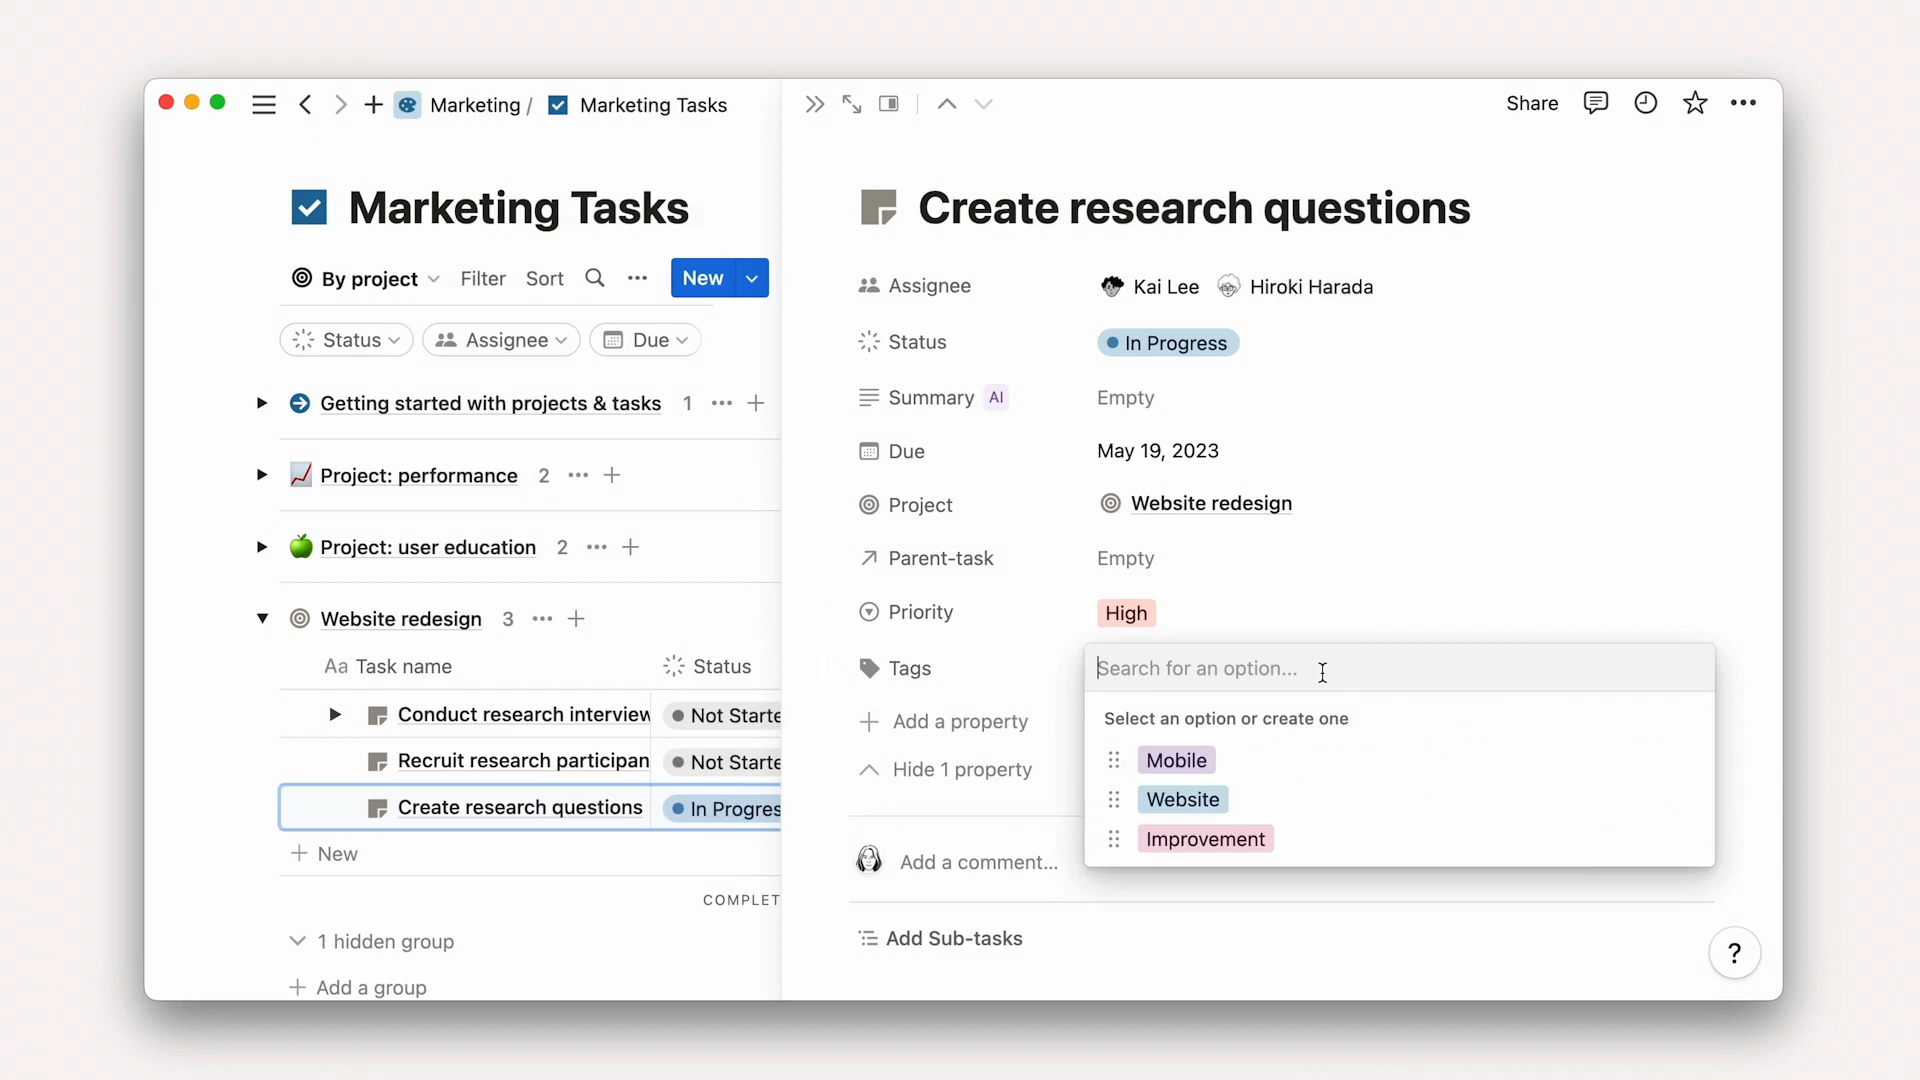 Marketing / Marketing Tasks
Marketing Tasks
By project Filter Sort New
Status Assignee Due
Getting started with projects & tasks 1
Project: performance 2
Project: user education 2
Website redesign 3
Aa Task name Status
Conduct research interview Not Starte
Recruit research participan Not Starte
Create research questions In Progres
New
COMPLET
1 hidden group
Add a group
Share
Create research questions
Assignee Kai Lee Hiroki Harada
Status In Progress
Summary AI Empty
Due May 19, 2023
Project Website redesign
Parent-task Empty
Priority High
Tags Search for an option...
Add a property
Hide 1 property
Select an option or create one
Mobile
Website
Improvement
Add a comment...
Add Sub-tasks
?